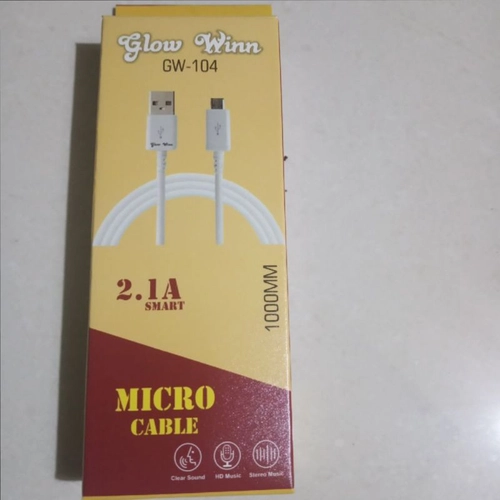 Glow Winn
GW-104
Glow Winn
2.1A
SMART
1000MM
MICRO
CABLE
Clear Sound
HD Music
Stereo Music